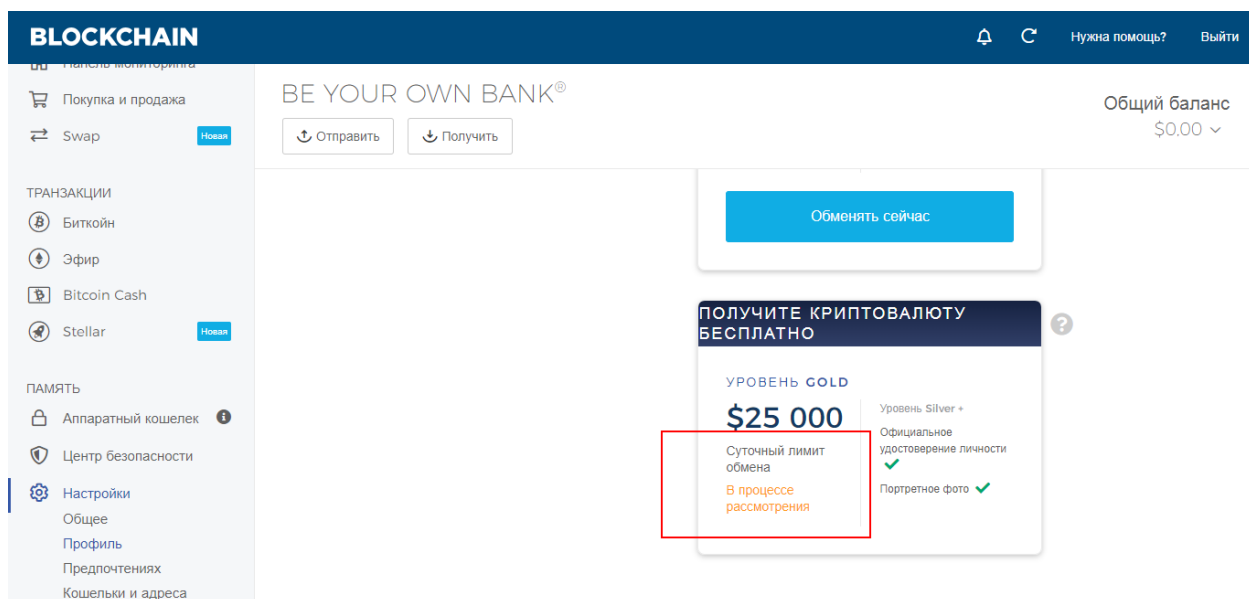 BLOCKCHAIN
Нужна помощь?
Выйти
Панель мониторинга
Покупка и продажа
Swap
Новая
ТРАНЗАКЦИИ
Биткойн
Эфир
Bitcoin Cash
Stellar
Новая
ПАМЯТЬ
Аппаратный кошелек
Центр безопасности
Настройки
Общее
Профиль
Предпочтениях
Кошельки и адреса
BE YOUR OWN BANK®
Отправить
Получить
Общий баланс
$0,00
Обменять сейчас
ПОЛУЧИТЕ КРИПТОВАЛЮТУ
БЕСПЛАТНО
УРОВЕНЬ GOLD
$25 000
Суточный лимит
обмена
В процессе
рассмотрения
Уровень Silver +
Официальное
удостоверение личности
Портретное фото